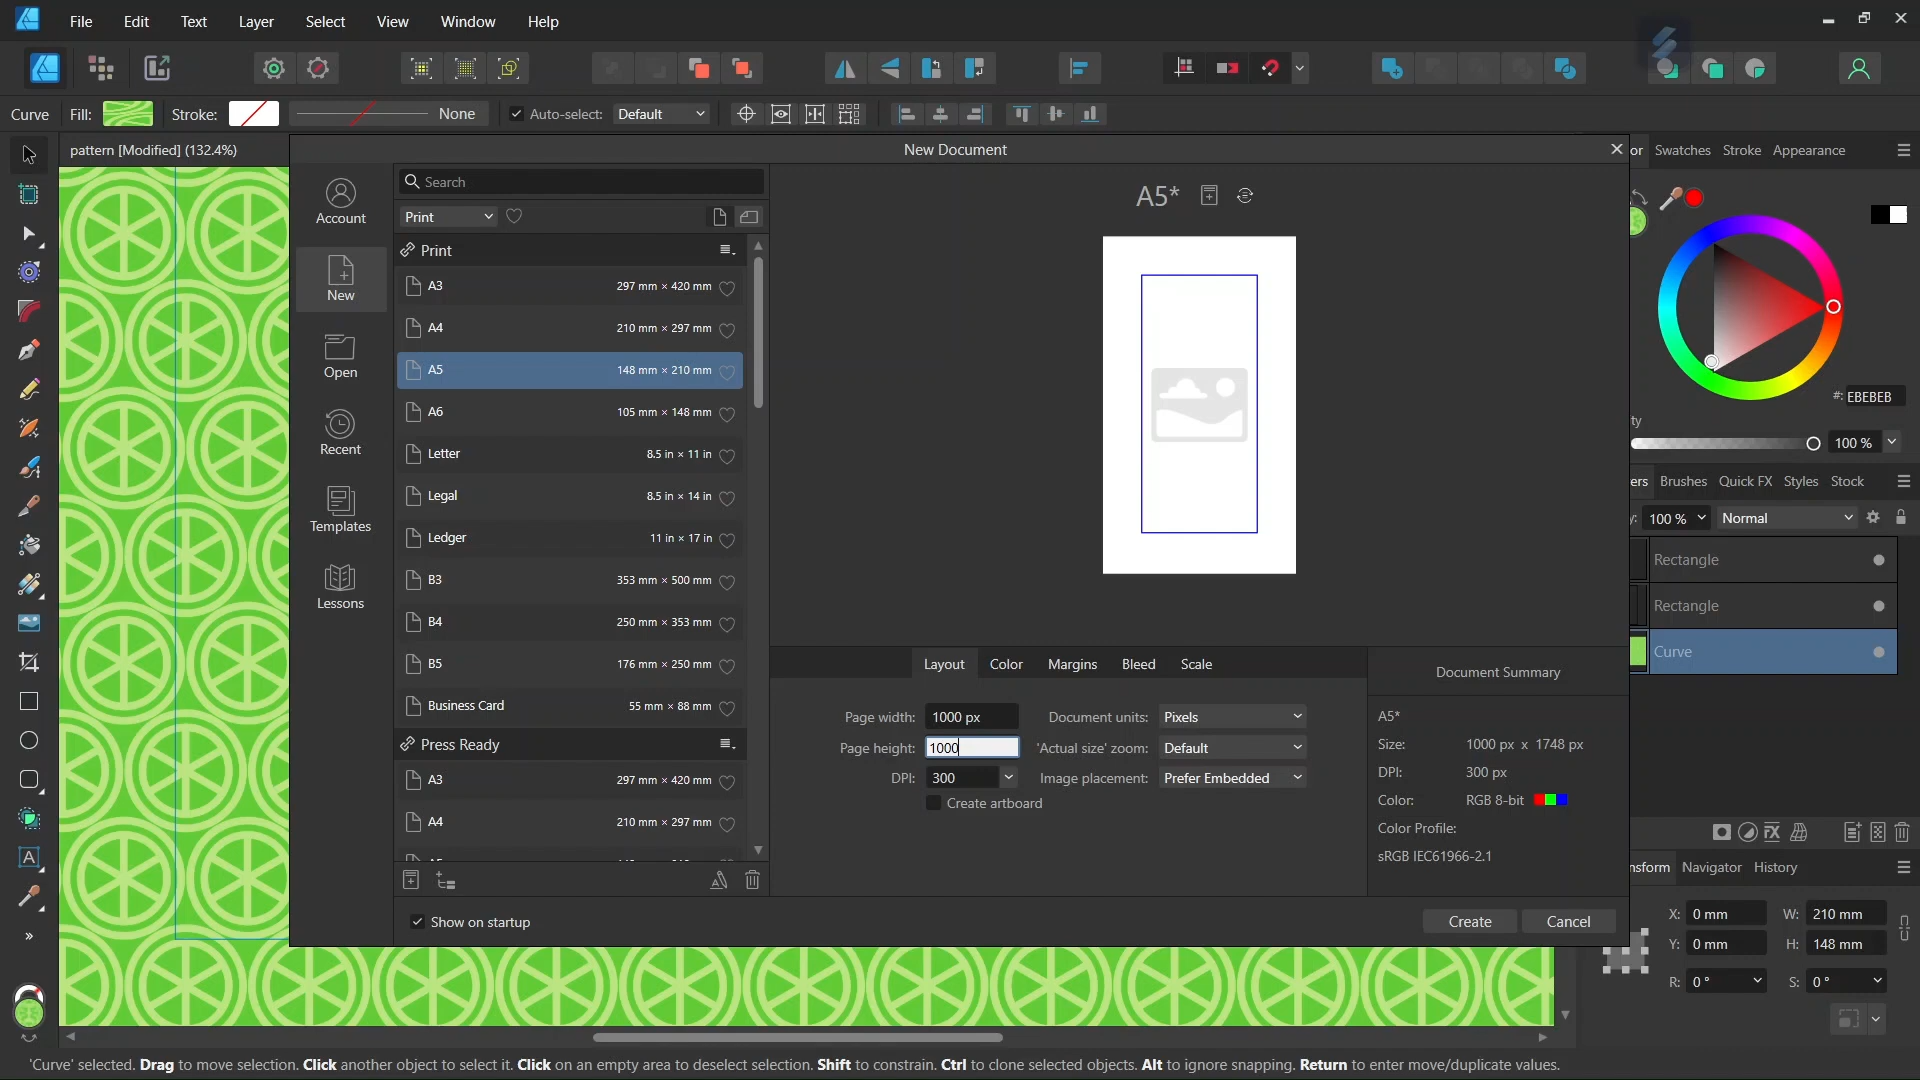 File Edit Text Layer Select View Window Help
Curve Fill: Stroke: None Auto-select: Default
pattern [Modified] (132.4%)
New Document
Account
New
Open
Recent
Templates
Lessons
Search
Print
Print
A3 297 mm × 420 mm
A4 210 mm × 297 mm
A5 148 mm × 210 mm
A6 105 mm × 148 mm
Letter 8.5 in × 11 in
Legal 8.5 in × 14 in
Ledger 11 in × 17 in
B3 353 mm × 500 mm
B4 250 mm × 353 mm
B5 176 mm × 250 mm
Business Card 55 mm × 88 mm
Press Ready
A3 297 mm × 420 mm
A4 210 mm × 297 mm
Show on startup
A5*
Layout Color Margins Bleed Scale
Page width: 1000 px Document units: Pixels
Page height: 1000 'Actual size' zoom: Default
DPI: 300 Image placement: Prefer Embedded
Create artboard
Document Summary
A5*
Size: 1000 px x 1748 px
DPI: 300 px
Color: RGB 8-bit
Color Profile:
sRGB IEC61966-2.1
Create Cancel
or Swatches Stroke Appearance
#: EBEBEB
ty
100 %
ers Brushes Quick FX Styles Stock
y: 100 % Normal
Rectangle
Rectangle
Curve
nsform Navigator History
X: 0 mm W: 210 mm
Y: 0 mm H: 148 mm
R: 0 ° S: 0 °
'Curve' selected. Drag to move selection. Click another object to select it. Click on an empty area to deselect selection. Shift to constrain. Ctrl to clone selected objects. Alt to ignore snapping. Return to enter move/duplicate values.